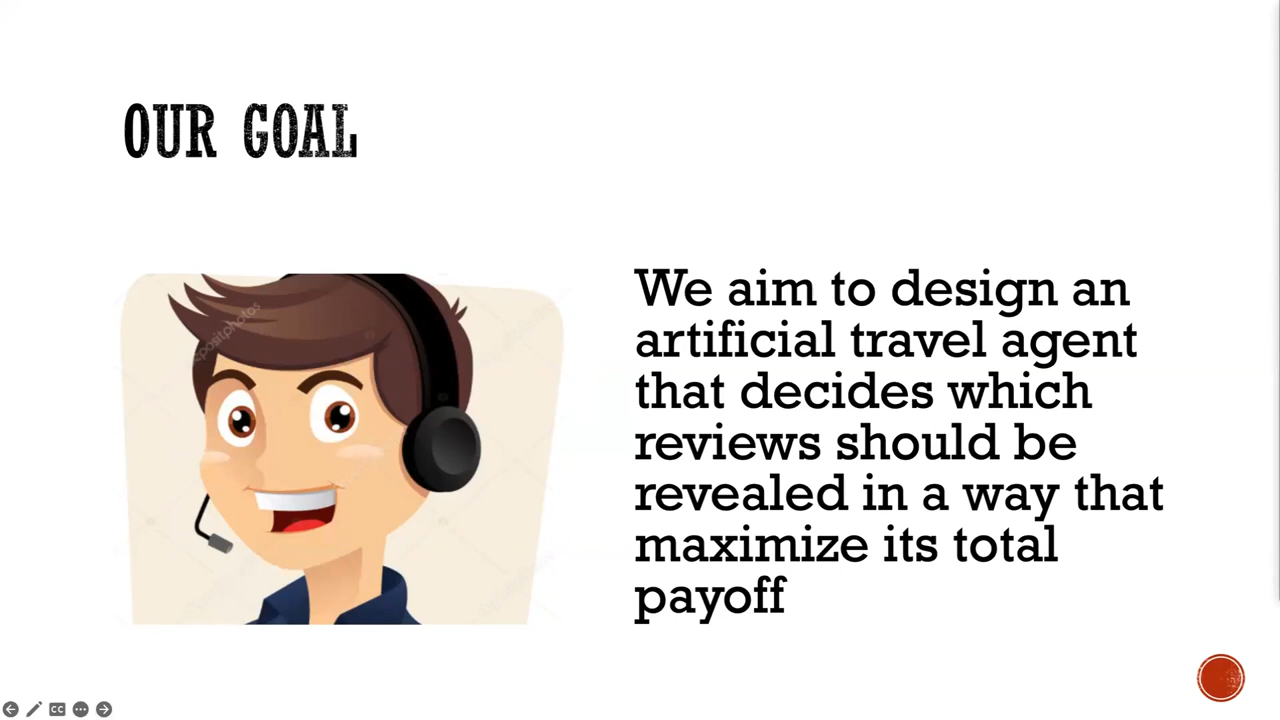 OUR GOAL
We aim to design an
artificial travel agent
that decides which
reviews should be
revealed in a way that
maximize its total
payoff
CC